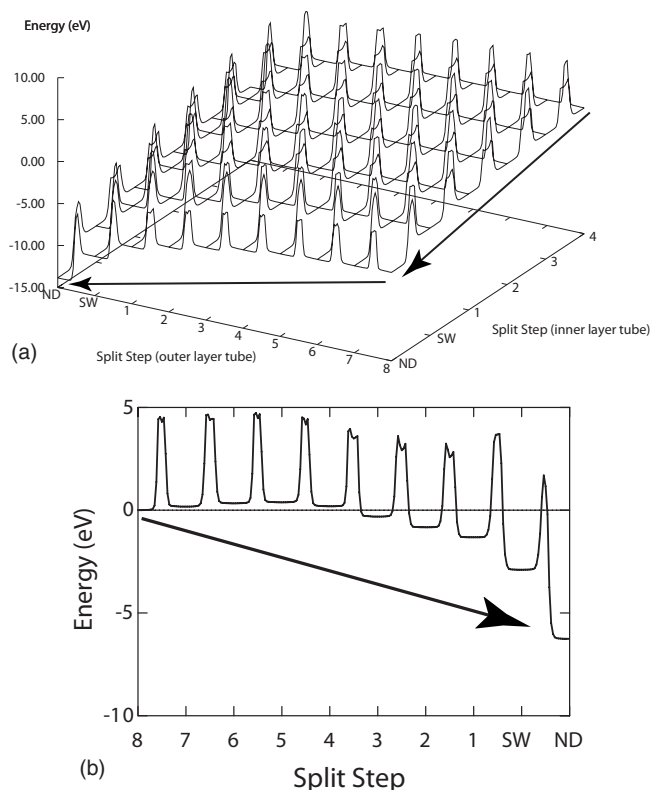 Energy (eV)
10.00
5.00
0.00
-5.00
-10.00
-15.00
ND
SW
1
2
3
4
5
6
7
8
Split Step (outer layer tube)
ND
SW
1
2
3
4
Split Step (inner layer tube)
(a)
5
0
-5
-10
Energy (eV)
8 7 6 5 4 3 2 1 SW ND
Split Step
(b)